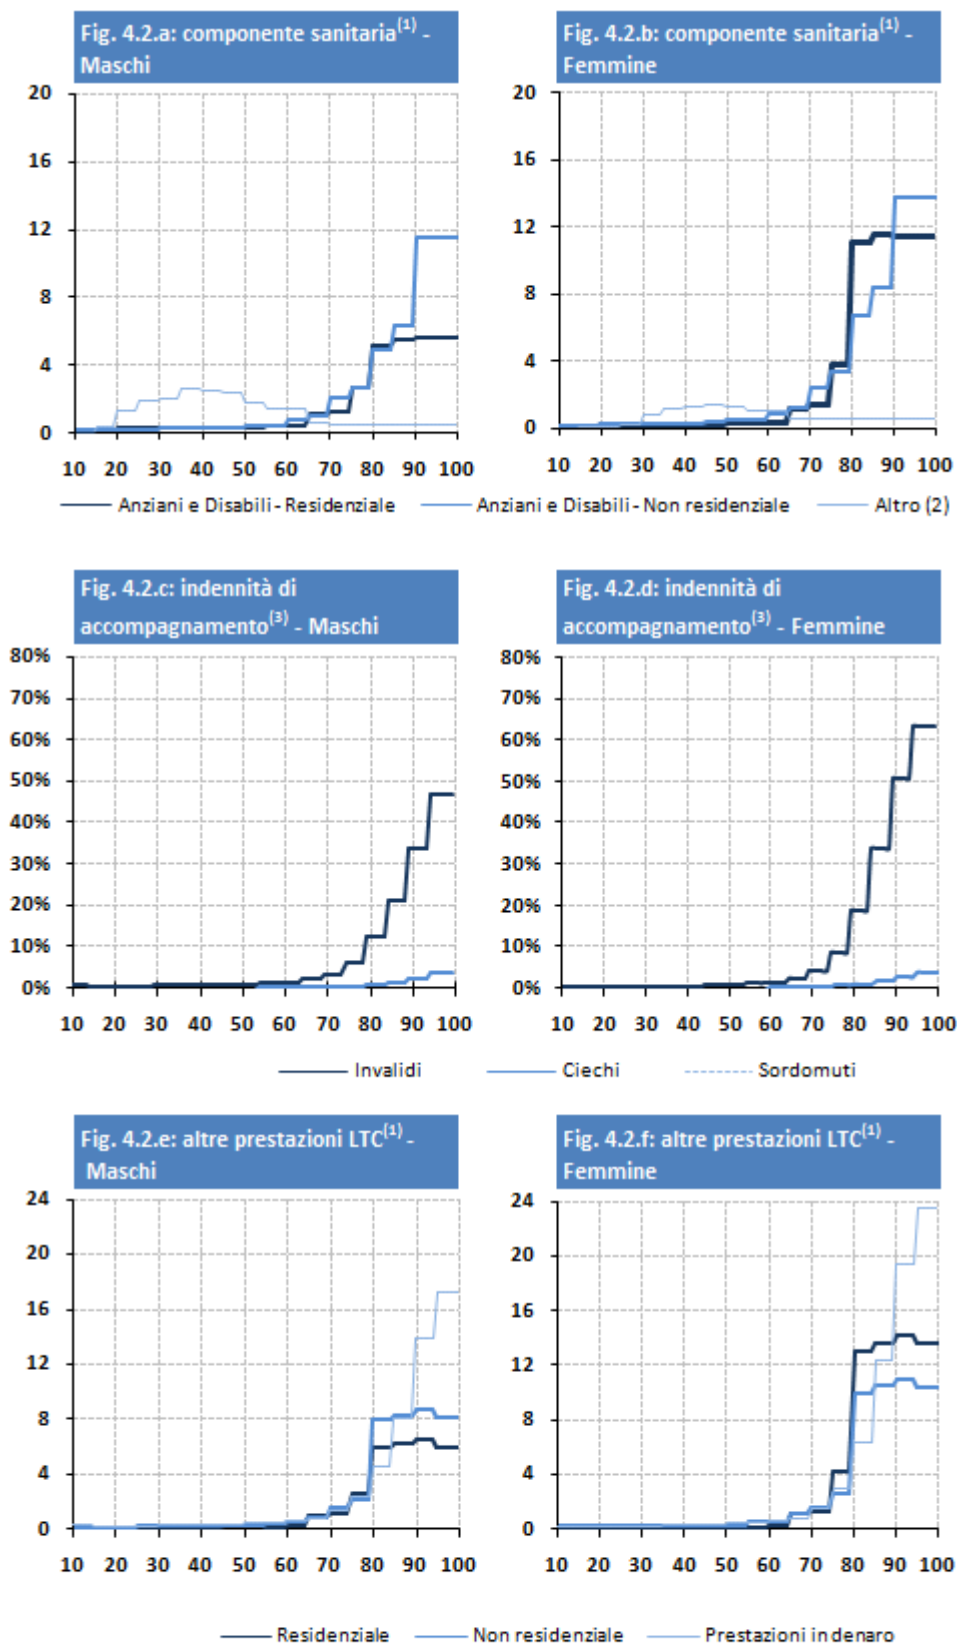 Fig. 4.2.a: componente sanitaria(1) -
Maschi
Fig. 4.2.b: componente sanitaria(1) -
Femmine
20
16
12
8
4
0
10 20 30 40 50 60 70 80 90 100
20
16
12
8
4
0
10 20 30 40 50 60 70 80 90 100
Anziani e Disabili - Residenziale Anziani e Disabili - Non residenziale Altro (2)
Fig. 4.2.c: indennità di
accompagnamento(3) - Maschi
Fig. 4.2.d: indennità di
accompagnamento(3) - Femmine
80%
70%
60%
50%
40%
30%
20%
10%
0%
10 20 30 40 50 60 70 80 90 100
80%
70%
60%
50%
40%
30%
20%
10%
0%
10 20 30 40 50 60 70 80 90 100
Invalidi Ciechi Sordomuti
Fig. 4.2.e: altre prestazioni LTC(1) -
Maschi
Fig. 4.2.f: altre prestazioni LTC(1) -
Femmine
24
20
16
12
8
4
0
10 20 30 40 50 60 70 80 90 100
24
20
16
12
8
4
0
10 20 30 40 50 60 70 80 90 100
Residenziale Non residenziale Prestazioni in denaro